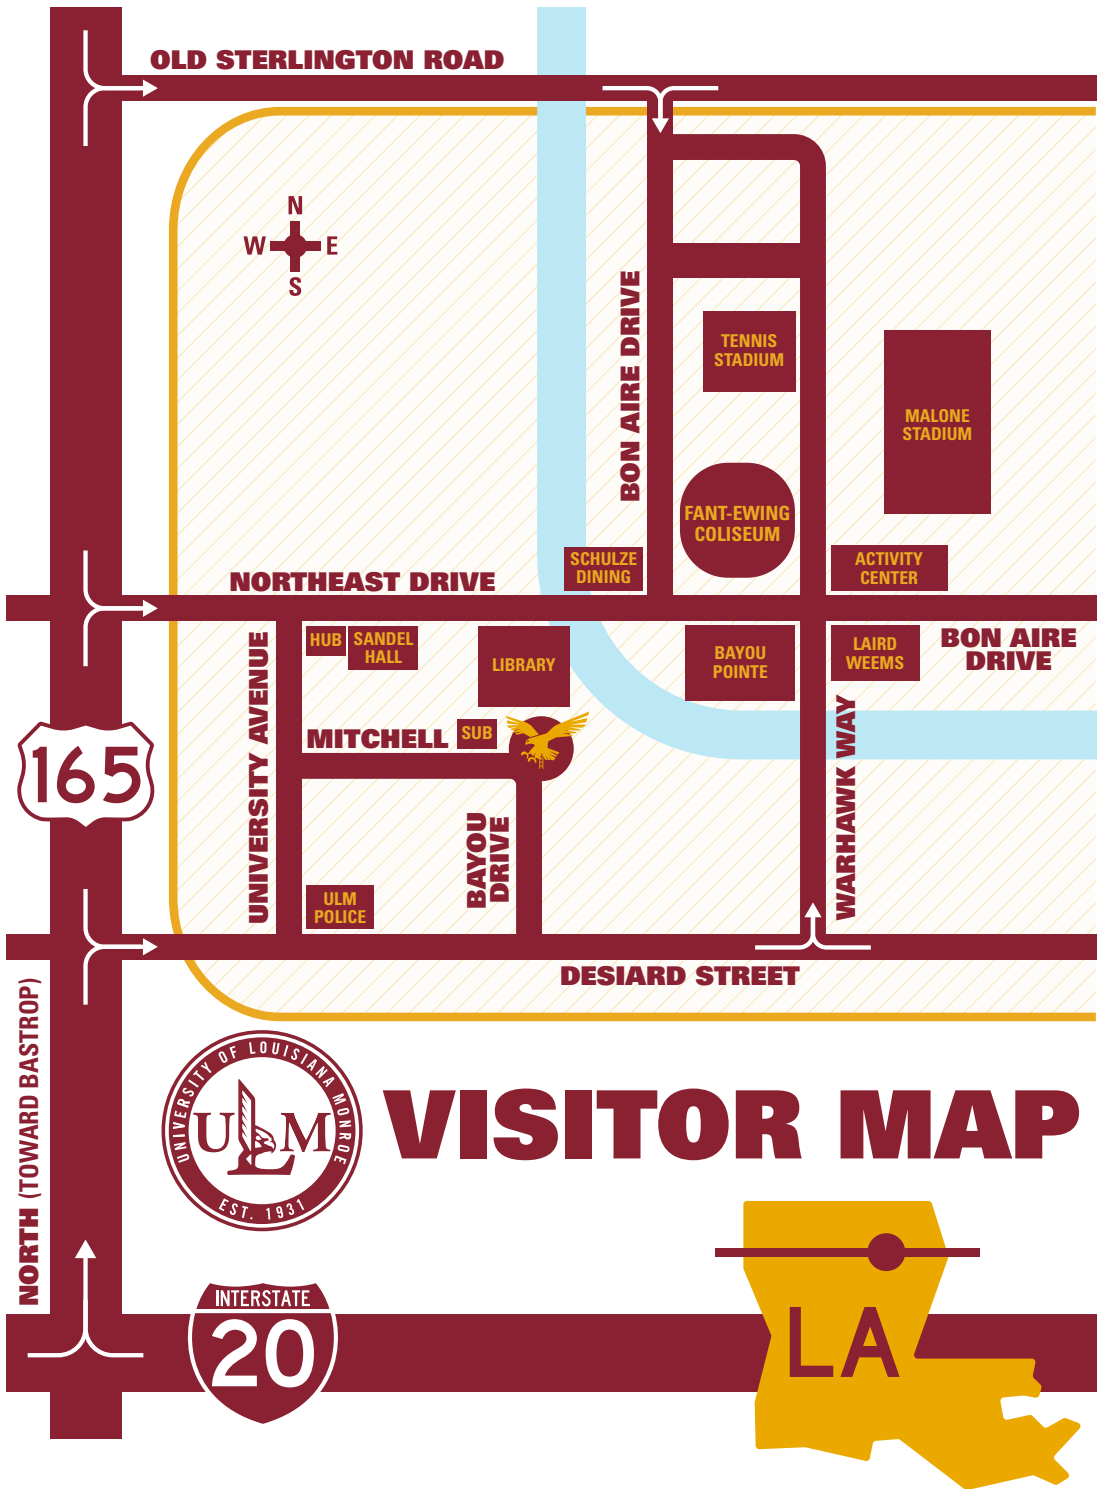 OLD STERLINGTON ROAD
N
W E
S
BON AIRE DRIVE
TENNIS
STADIUM
MALONE
STADIUM
FANT-EWING
COLISEUM
SCHULZE
DINING
ACTIVITY
CENTER
NORTHEAST DRIVE
UNIVERSITY AVENUE
HUB
SANDEL
HALL
LIBRARY
BAYOU
POINTE
LAIRD
WEEMS
BON AIRE
DRIVE
MITCHELL
SUB
165
WARHAWK WAY
BAYOU
DRIVE
ULM
POLICE
DESIARD STREET
NORTH (TOWARD BASTROP)
UNIVERSITY OF LOUISIANA MONROE
ULM
EST. 1931
VISITOR MAP
INTERSTATE
20
LA